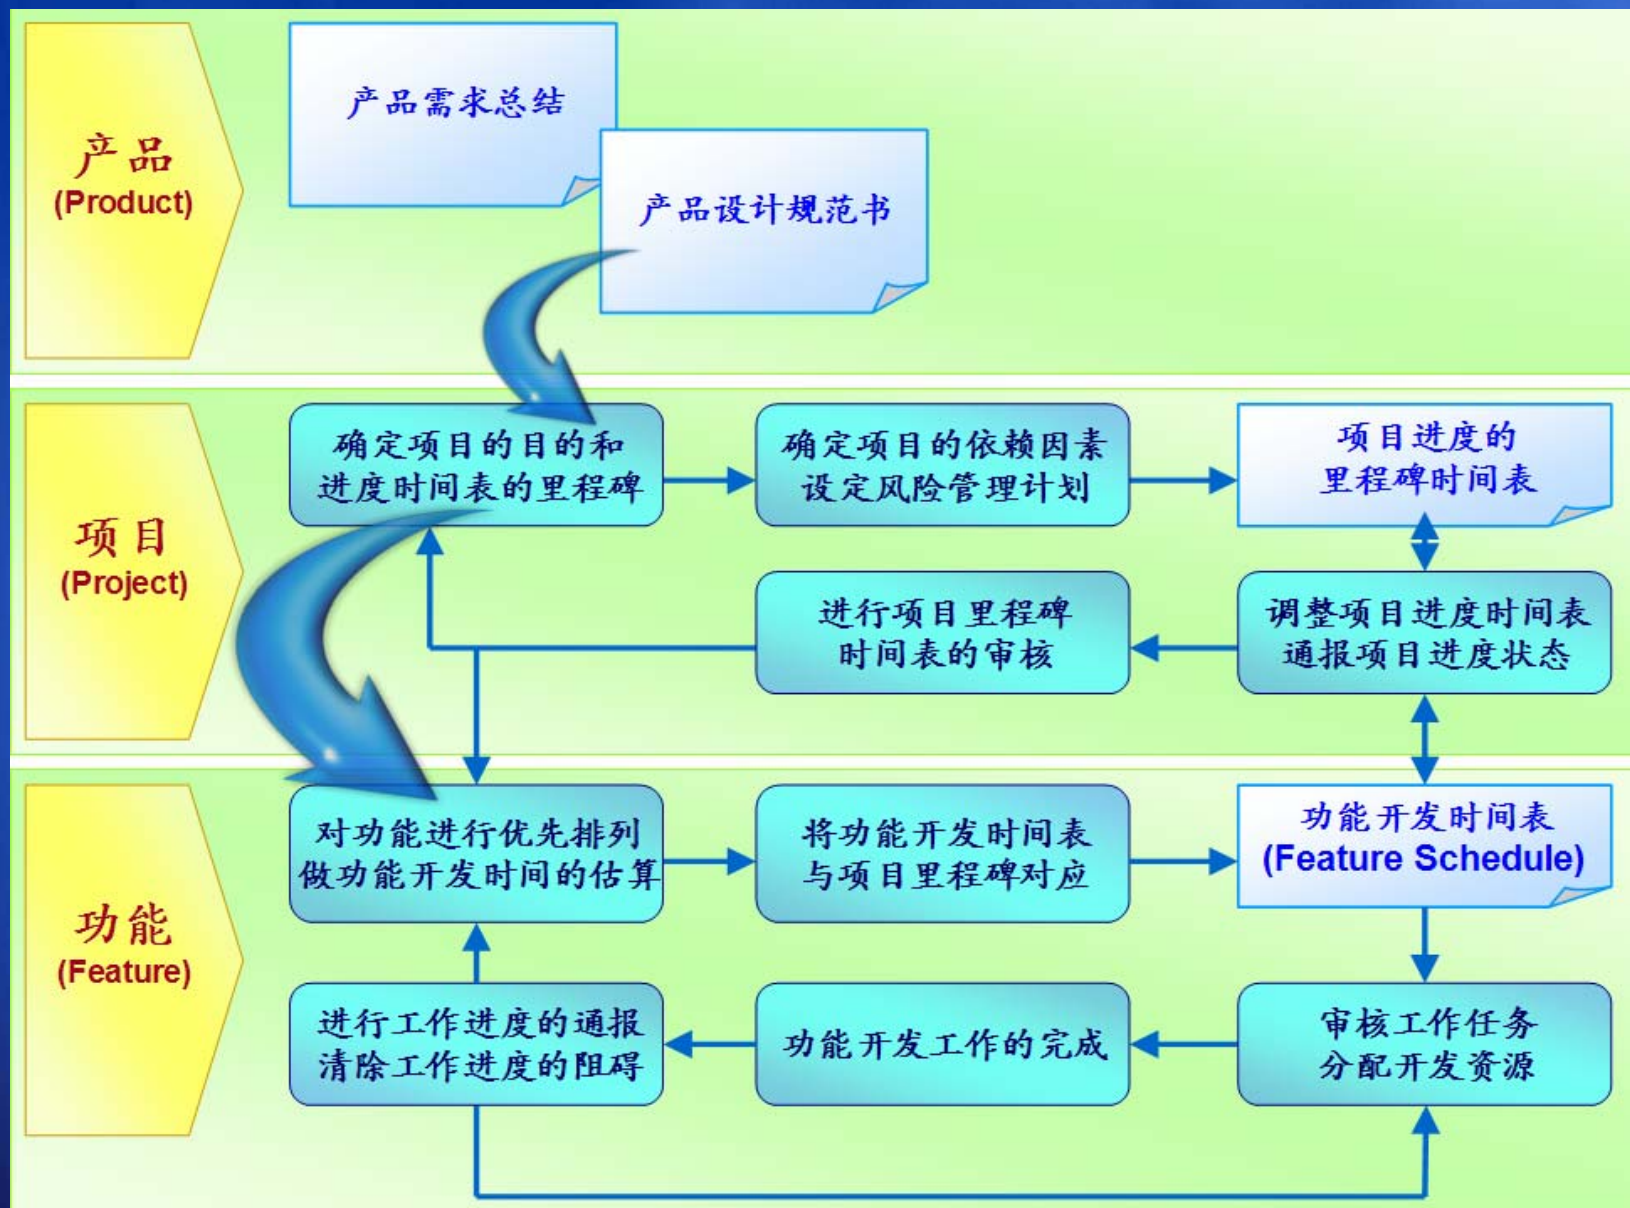 产品
(Product)
产品需求总结
产品设计规范书
项目
(Project)
确定项目的目的和
进度时间表的里程碑
确定项目的依赖因素
设定风险管理计划
项目进度的
里程碑时间表
进行项目里程碑
时间表的审核
调整项目进度时间表
通报项目进度状态
功能
(Feature)
对功能进行优先排列
做功能开发时间的估算
将功能开发时间表
与项目里程碑对应
功能开发时间表
(Feature Schedule)
进行工作进度的通报
清除工作进度的阻碍
功能开发工作的完成
审核工作任务
分配开发资源